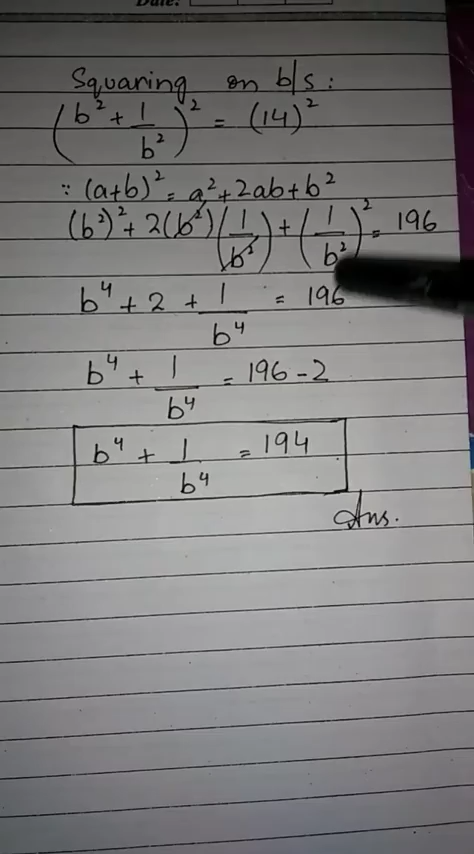 Date:
Squaring on b/s:
(b² + 1/b²)² = (14)²
∵ (a+b)² = a² + 2ab + b²
(b²)² + 2(b²)(1/b²) + (1/b²)² = 196
b⁴ + 2 + 1/b⁴ = 196
b⁴ + 1/b⁴ = 196 - 2
b⁴ + 1/b⁴ = 194
Ans.